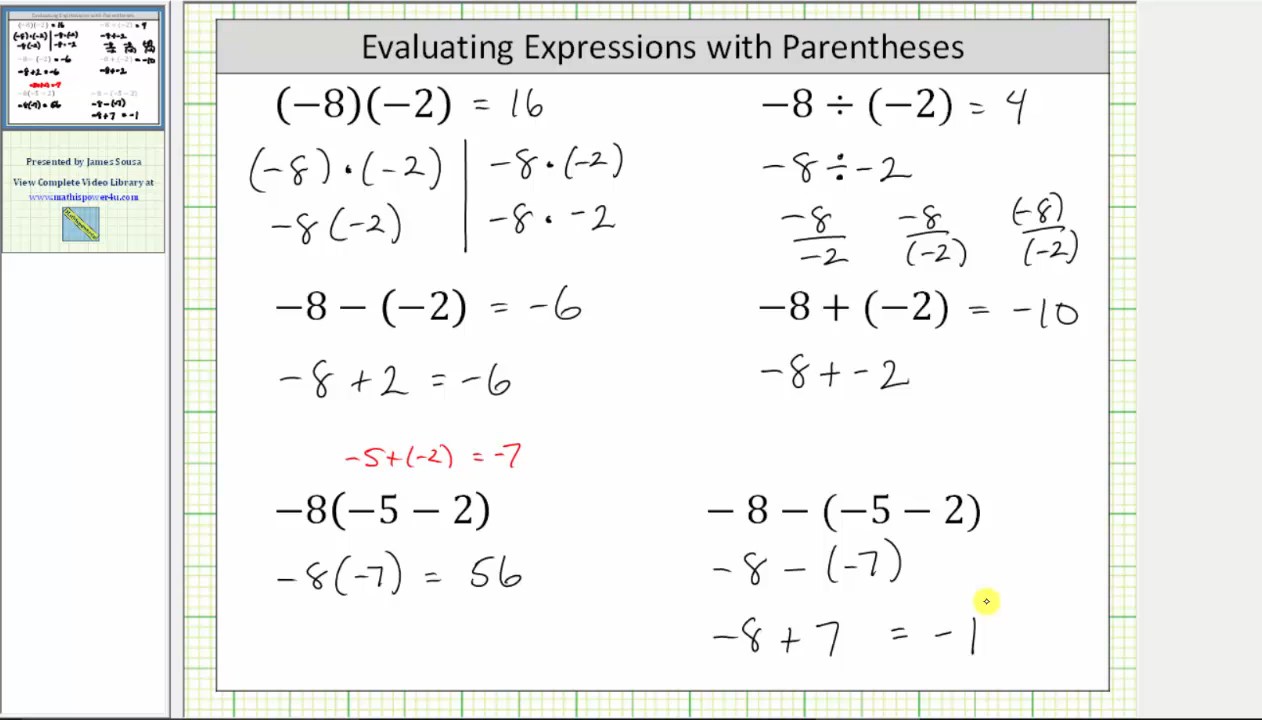 Evaluating Expressions with Parentheses
(−8)(−2) = 16
(−8)·(−2)
−8·(−2)
−8(−2)
−8· −2
−8 ÷ (−2) = 4
−8 ÷ −2
−8/−2 −8/(−2) (−8)/(−2)
−8 − (−2) = −6
−8 + 2 = −6
−8 + (−2) = −10
−8 + −2
−5+(−2) = −7
−8(−5 − 2)
−8(−7) = 56
− 8 − (−5 − 2)
−8 − (−7)
−8 + 7 = −1
Presented by James Sousa
View Complete Video Library at
www.mathispower4u.com